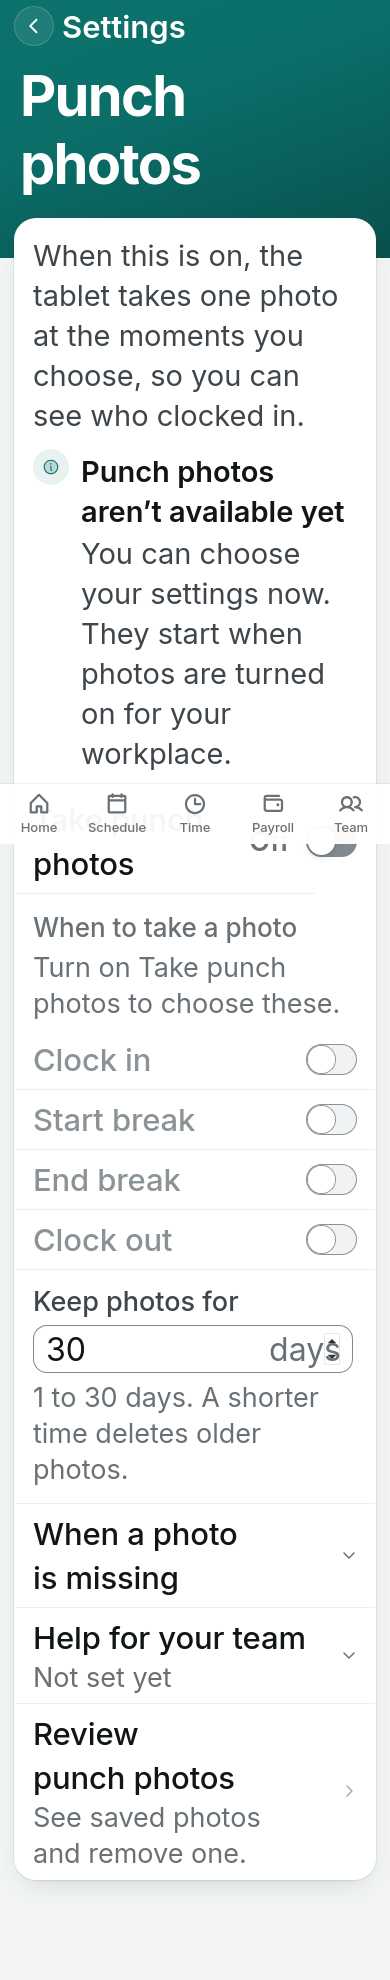 Settings
Punch
photos
When this is on, the
tablet takes one photo
at the moments you
choose, so you can
see who clocked in.
Punch photos
aren’t available yet
You can choose
your settings now.
They start when
photos are turned
on for your
workplace.
Take punch
Off
Home
Schedule
Time
Payroll
Team
photos
When to take a photo
Turn on Take punch
photos to choose these.
Clock in
Start break
End break
Clock out
Keep photos for
30 days
1 to 30 days. A shorter
time deletes older
photos.
When a photo
is missing
Help for your team
Not set yet
Review
punch photos
See saved photos
and remove one.